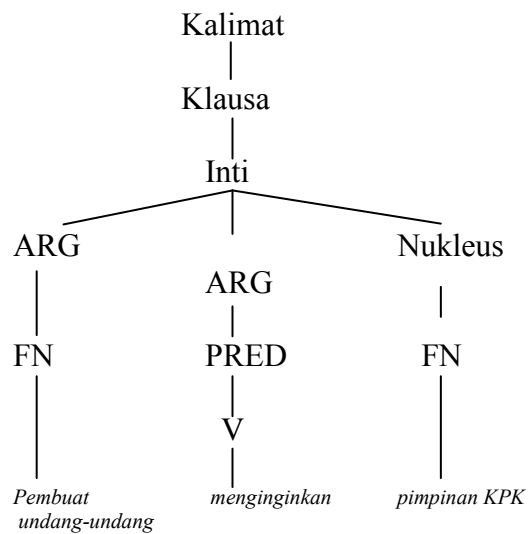 Kalimat
Klausa
Inti
ARG
Nukleus
ARG
FN
PRED
FN
V
Pembuat
undang-undang
menginginkan
pimpinan KPK